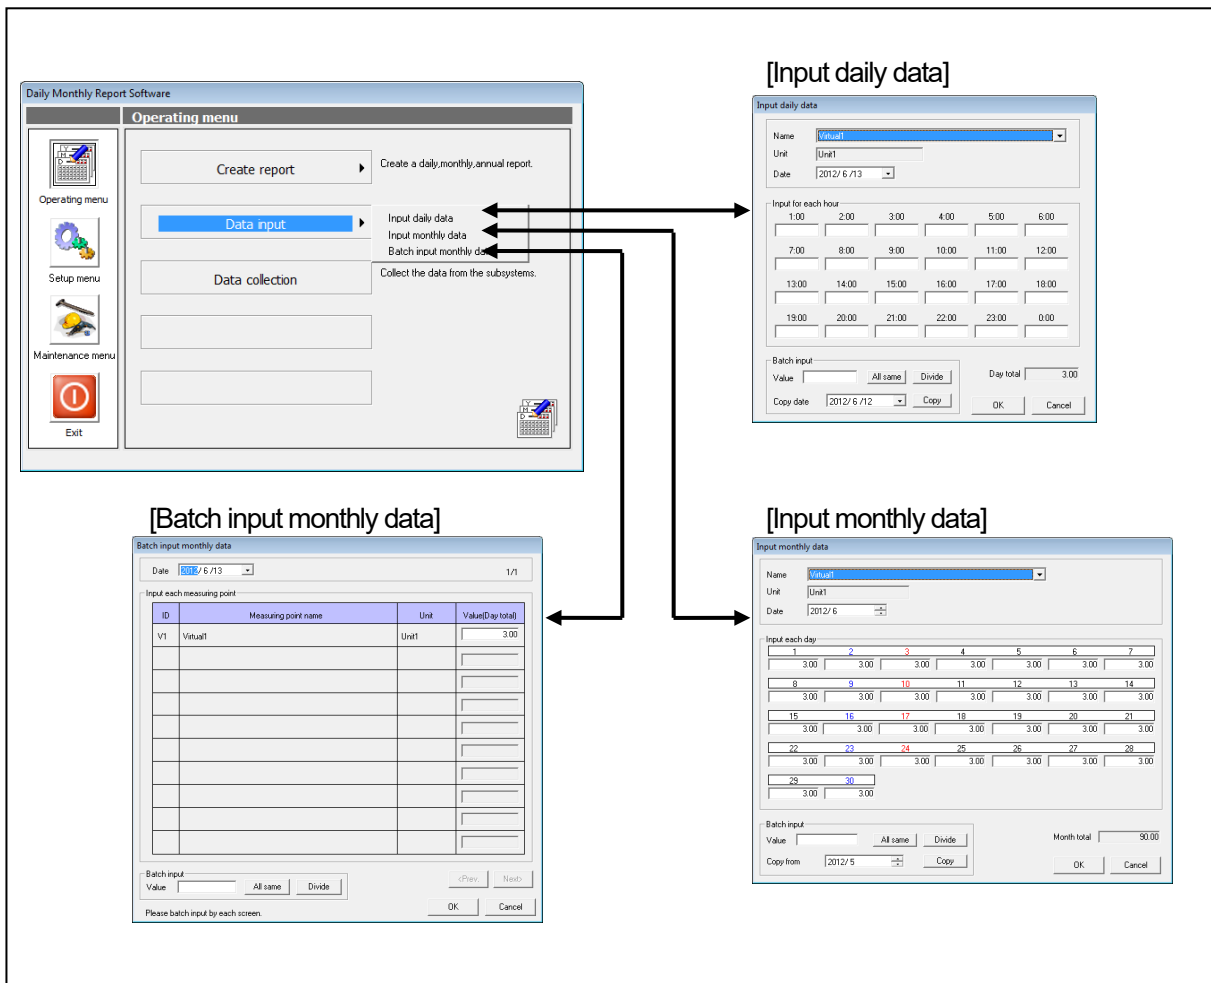 [Input daily data]
Daily Monthly Report Software
Operating menu
Operating menu
Setup menu
Maintenance menu
Exit
Create report
Create a daily,monthly,annual report.
Data input
Input daily data
Input monthly data
Batch input monthly da
Data collection
Collect the data from the subsystems.
Input daily data
Name Virtual1
Unit Unit1
Date 2012/ 6 /13
Input for each hour
1:00 2:00 3:00 4:00 5:00 6:00
7:00 8:00 9:00 10:00 11:00 12:00
13:00 14:00 15:00 16:00 17:00 18:00
19:00 20:00 21:00 22:00 23:00 0:00
Batch input
Value All same Divide
Day total 3.00
Copy date 2012/ 6 /12 Copy
OK Cancel
[Batch input monthly data]
Batch input monthly data
Date 2012/ 6 /13
1/1
Input each measuring point
ID Measuring point name Unit Value(Day total)
V1 Virtual1 Unit1 3.00
Batch input
Value All same Divide
<Prev. Next>
Please batch input by each screen.
OK Cancel
[Input monthly data]
Input monthly data
Name Virtual1
Unit Unit1
Date 2012/ 6
Input each day
1 2 3 4 5 6 7
3.00 3.00 3.00 3.00 3.00 3.00 3.00
8 9 10 11 12 13 14
3.00 3.00 3.00 3.00 3.00 3.00 3.00
15 16 17 18 19 20 21
3.00 3.00 3.00 3.00 3.00 3.00 3.00
22 23 24 25 26 27 28
3.00 3.00 3.00 3.00 3.00 3.00 3.00
29 30
3.00 3.00
Batch input
Value All same Divide
Month total 90.00
Copy from 2012/ 5 Copy
OK Cancel